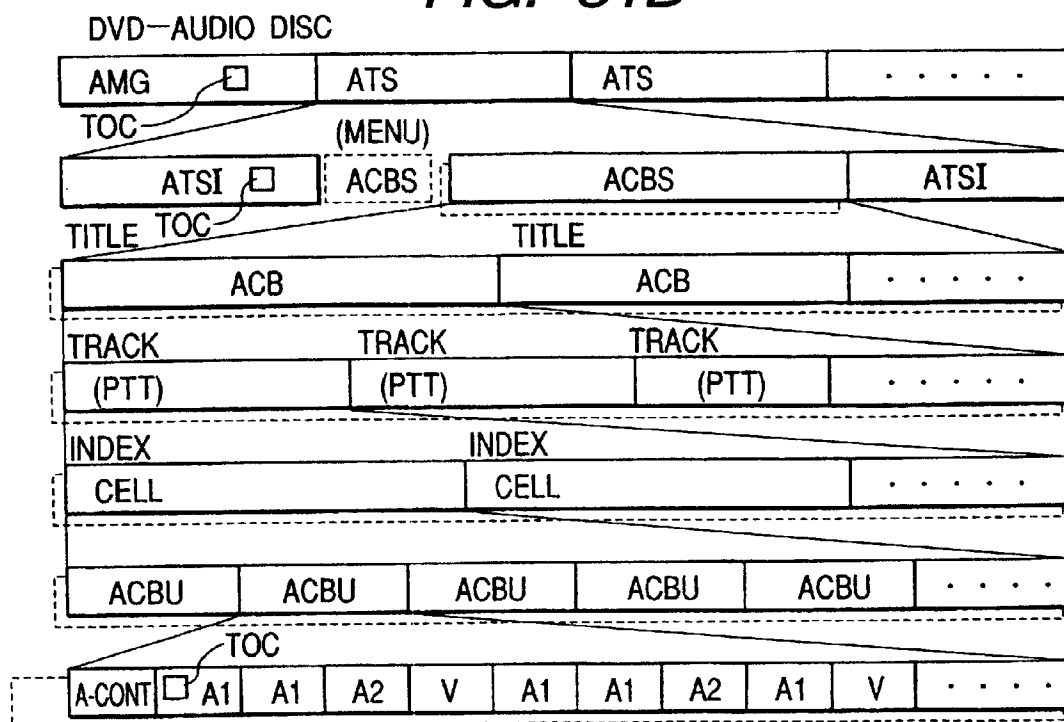 DVD-AUDIO DISC
AMG ATS ATS . . . . .
TOC (MENU)
ATSI ACBS ACBS ATSI
TITLE TOC TITLE
ACB ACB . . . . .
TRACK TRACK TRACK
(PTT) (PTT) (PTT) . . . . .
INDEX INDEX
CELL CELL . . . . .
ACBU ACBU ACBU ACBU ACBU . . . .
TOC
A-CONT A1 A1 A2 V A1 A1 A2 A1 V . . . .